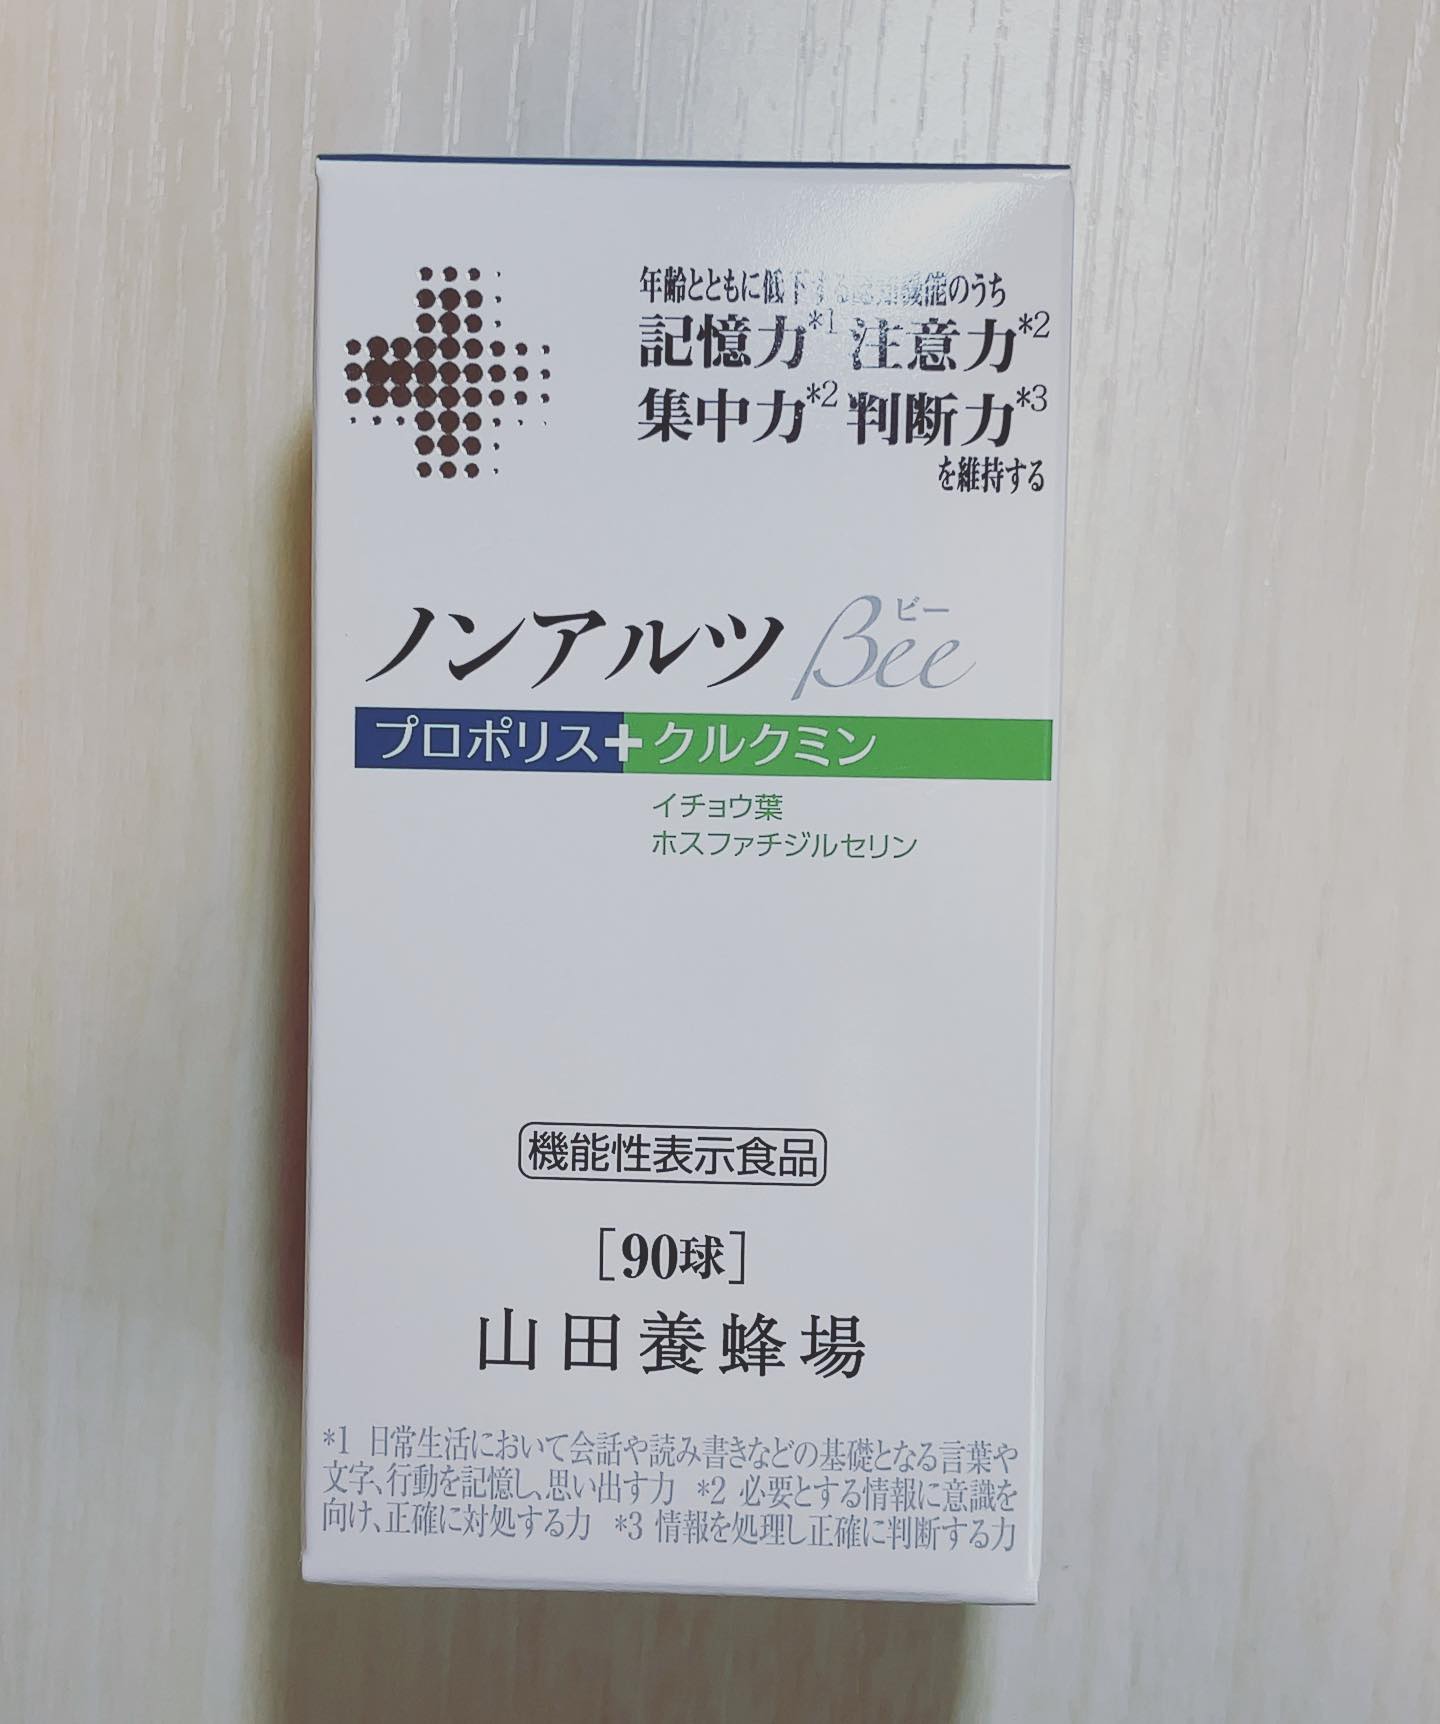 年齢とともに低下する認知機能のうち
記憶力*1 注意力*2
集中力*2 判断力*3
を維持する
ビー
ノンアルツBee
プロポリス+クルクミン
イチョウ葉
ホスファチジルセリン
機能性表示食品
[90球]
山田養蜂場
*1 日常生活において会話や読み書きなどの基礎となる言葉や
文字、行動を記憶し、思い出す力 *2 必要とする情報に意識を
向け、正確に対処する力 *3 情報を処理し正確に判断する力